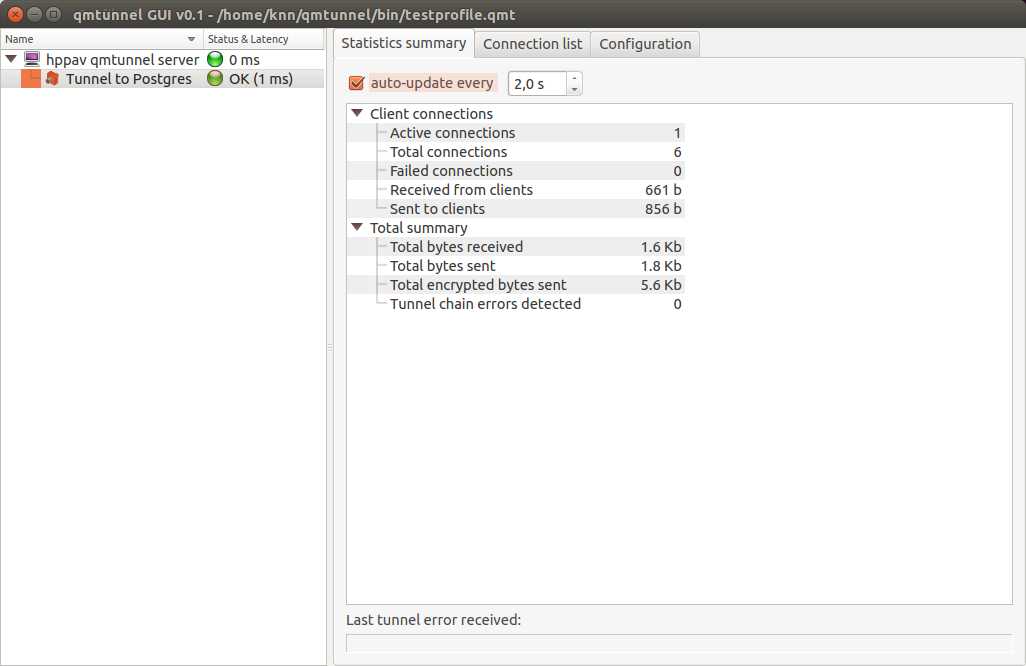 qmtunnel GUI v0.1 - /home/knn/qmtunnel/bin/testprofile.qmt
Name Status & Latency
hppav qmtunnel server 0 ms
Tunnel to Postgres OK (1 ms)
Statistics summary Connection list Configuration
auto-update every 2,0 s
Client connections
Active connections 1
Total connections 6
Failed connections 0
Received from clients 661 b
Sent to clients 856 b
Total summary
Total bytes received 1.6 Kb
Total bytes sent 1.8 Kb
Total encrypted bytes sent 5.6 Kb
Tunnel chain errors detected 0
Last tunnel error received: